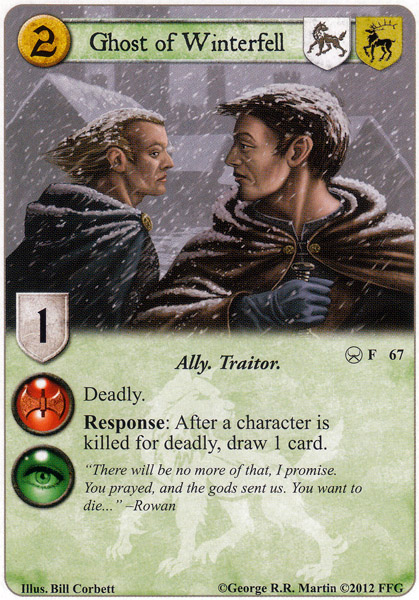 2 Ghost of Winterfell
1
Ally. Traitor.
F 67
Deadly.
Response: After a character is
killed for deadly, draw 1 card.
“There will be no more of that, I promise.
You prayed, and the gods sent us. You want to
die...” –Rowan
Illus. Bill Corbett ©George R.R. Martin ©2012 FFG